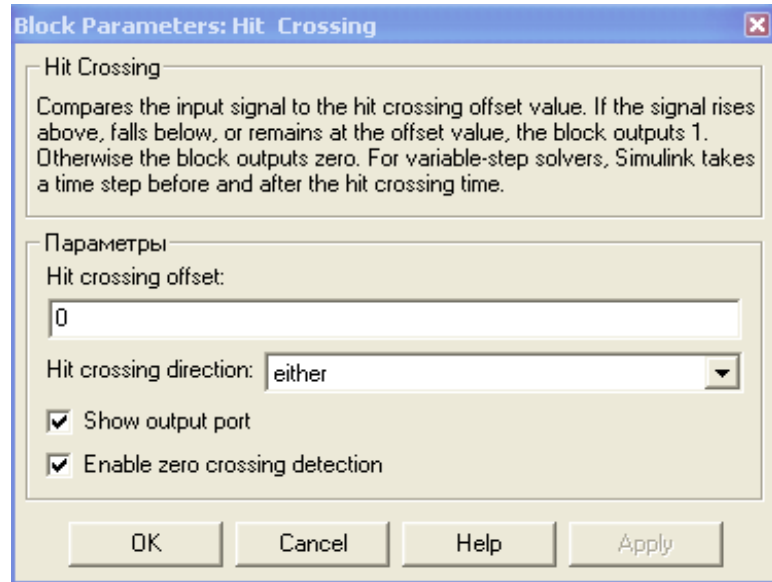 Block Parameters: Hit Crossing
Hit Crossing
Compares the input signal to the hit crossing offset value. If the signal rises
above, falls below, or remains at the offset value, the block outputs 1.
Otherwise the block outputs zero. For variable-step solvers, Simulink takes
a time step before and after the hit crossing time.
Параметры
Hit crossing offset:
0
Hit crossing direction: either
Show output port
Enable zero crossing detection
OK Cancel Help Apply